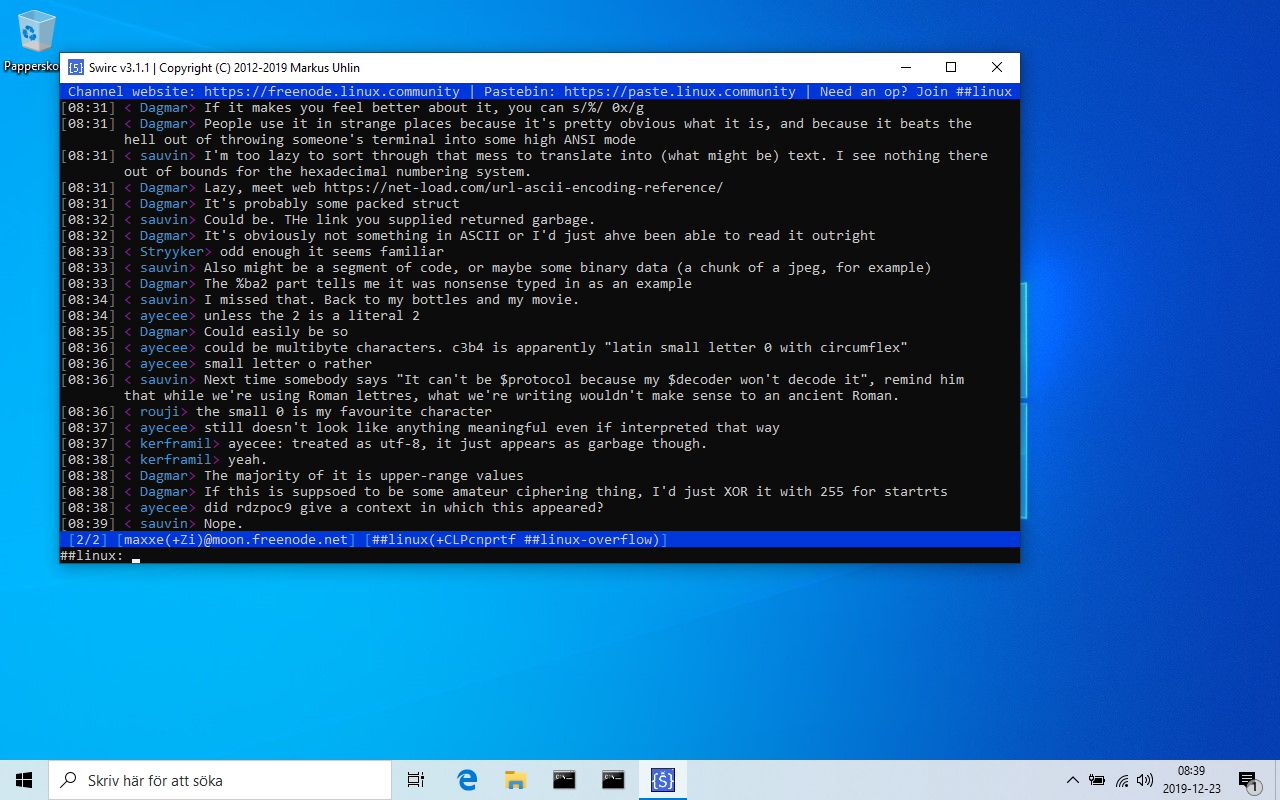 Pappersko
Swirc v3.1.1 | Copyright (C) 2012-2019 Markus Uhlin
Channel website: https://freenode.linux.community | Pastebin: https://paste.linux.community | Need an op? Join ##linux
[08:31] < Dagmar> If it makes you feel better about it, you can s/%/ 0x/g
[08:31] < Dagmar> People use it in strange places because it's pretty obvious what it is, and because it beats the
hell out of throwing someone's terminal into some high ANSI mode
[08:31] < sauvin> I'm too lazy to sort through that mess to translate into (what might be) text. I see nothing there
out of bounds for the hexadecimal numbering system.
[08:31] < Dagmar> Lazy, meet web https://net-load.com/url-ascii-encoding-reference/
[08:31] < Dagmar> It's probably some packed struct
[08:32] < sauvin> Could be. THe link you supplied returned garbage.
[08:32] < Dagmar> It's obviously not something in ASCII or I'd just ahve been able to read it outright
[08:33] < Stryyker> odd enough it seems familiar
[08:33] < sauvin> Also might be a segment of code, or maybe some binary data (a chunk of a jpeg, for example)
[08:33] < Dagmar> The %ba2 part tells me it was nonsense typed in as an example
[08:34] < sauvin> I missed that. Back to my bottles and my movie.
[08:34] < ayecee> unless the 2 is a literal 2
[08:35] < Dagmar> Could easily be so
[08:36] < ayecee> could be multibyte characters. c3b4 is apparently "latin small letter 0 with circumflex"
[08:36] < ayecee> small letter o rather
[08:36] < sauvin> Next time somebody says "It can't be $protocol because my $decoder won't decode it", remind him
that while we're using Roman lettres, what we're writing wouldn't make sense to an ancient Roman.
[08:36] < rouji> the small 0 is my favourite character
[08:37] < ayecee> still doesn't look like anything meaningful even if interpreted that way
[08:37] < kerframil> ayecee: treated as utf-8, it just appears as garbage though.
[08:38] < kerframil> yeah.
[08:38] < Dagmar> The majority of it is upper-range values
[08:38] < Dagmar> If this is suppsoed to be some amateur ciphering thing, I'd just XOR it with 255 for startrts
[08:38] < ayecee> did rdzpoc9 give a context in which this appeared?
[08:39] < sauvin> Nope.
[2/2] [maxxe(+Zi)@moon.freenode.net] [##linux(+CLPcnprtf ##linux-overflow)]
##linux:
Skriv här för att söka
{Š}
08:39
2019-12-23
1